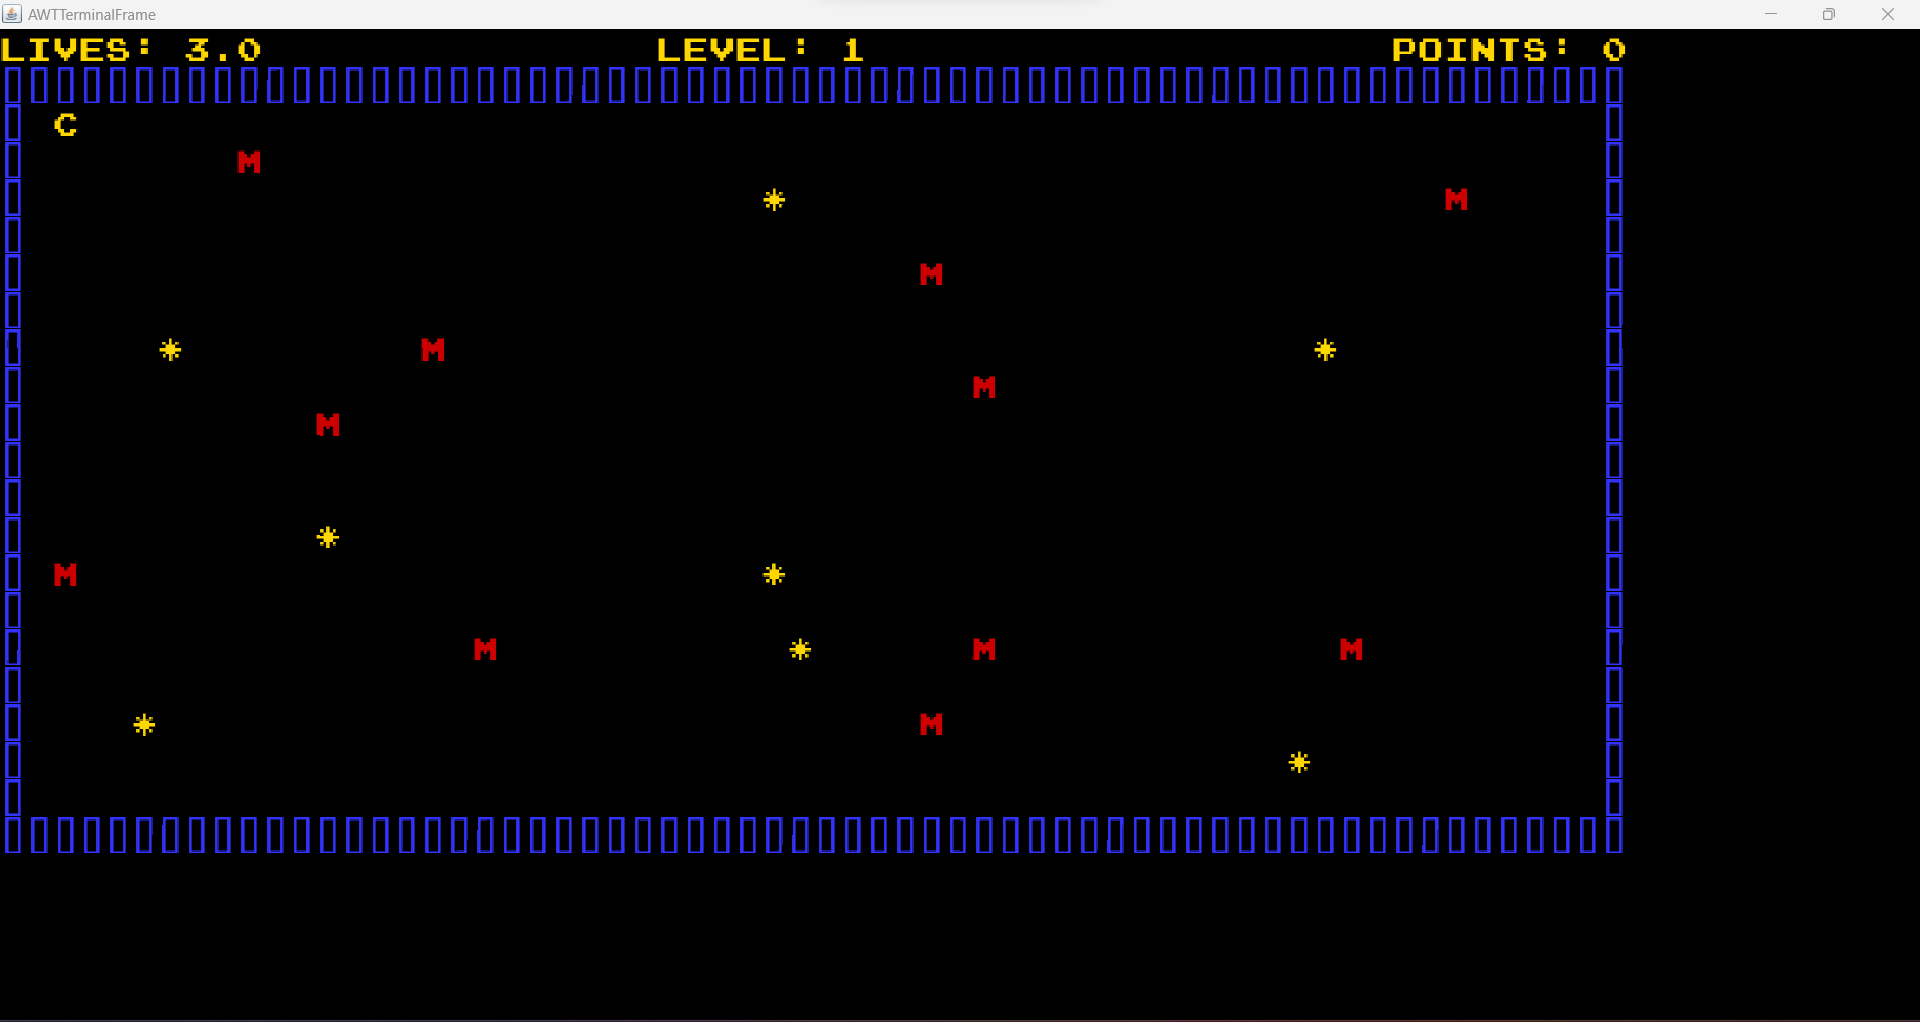 AWTTerminalFrame
LIVES: 3.0 LEVEL: 1 POINTS: 0
C
M
* M
M
* M *
M
M
*
M *
M * M M
* M
*